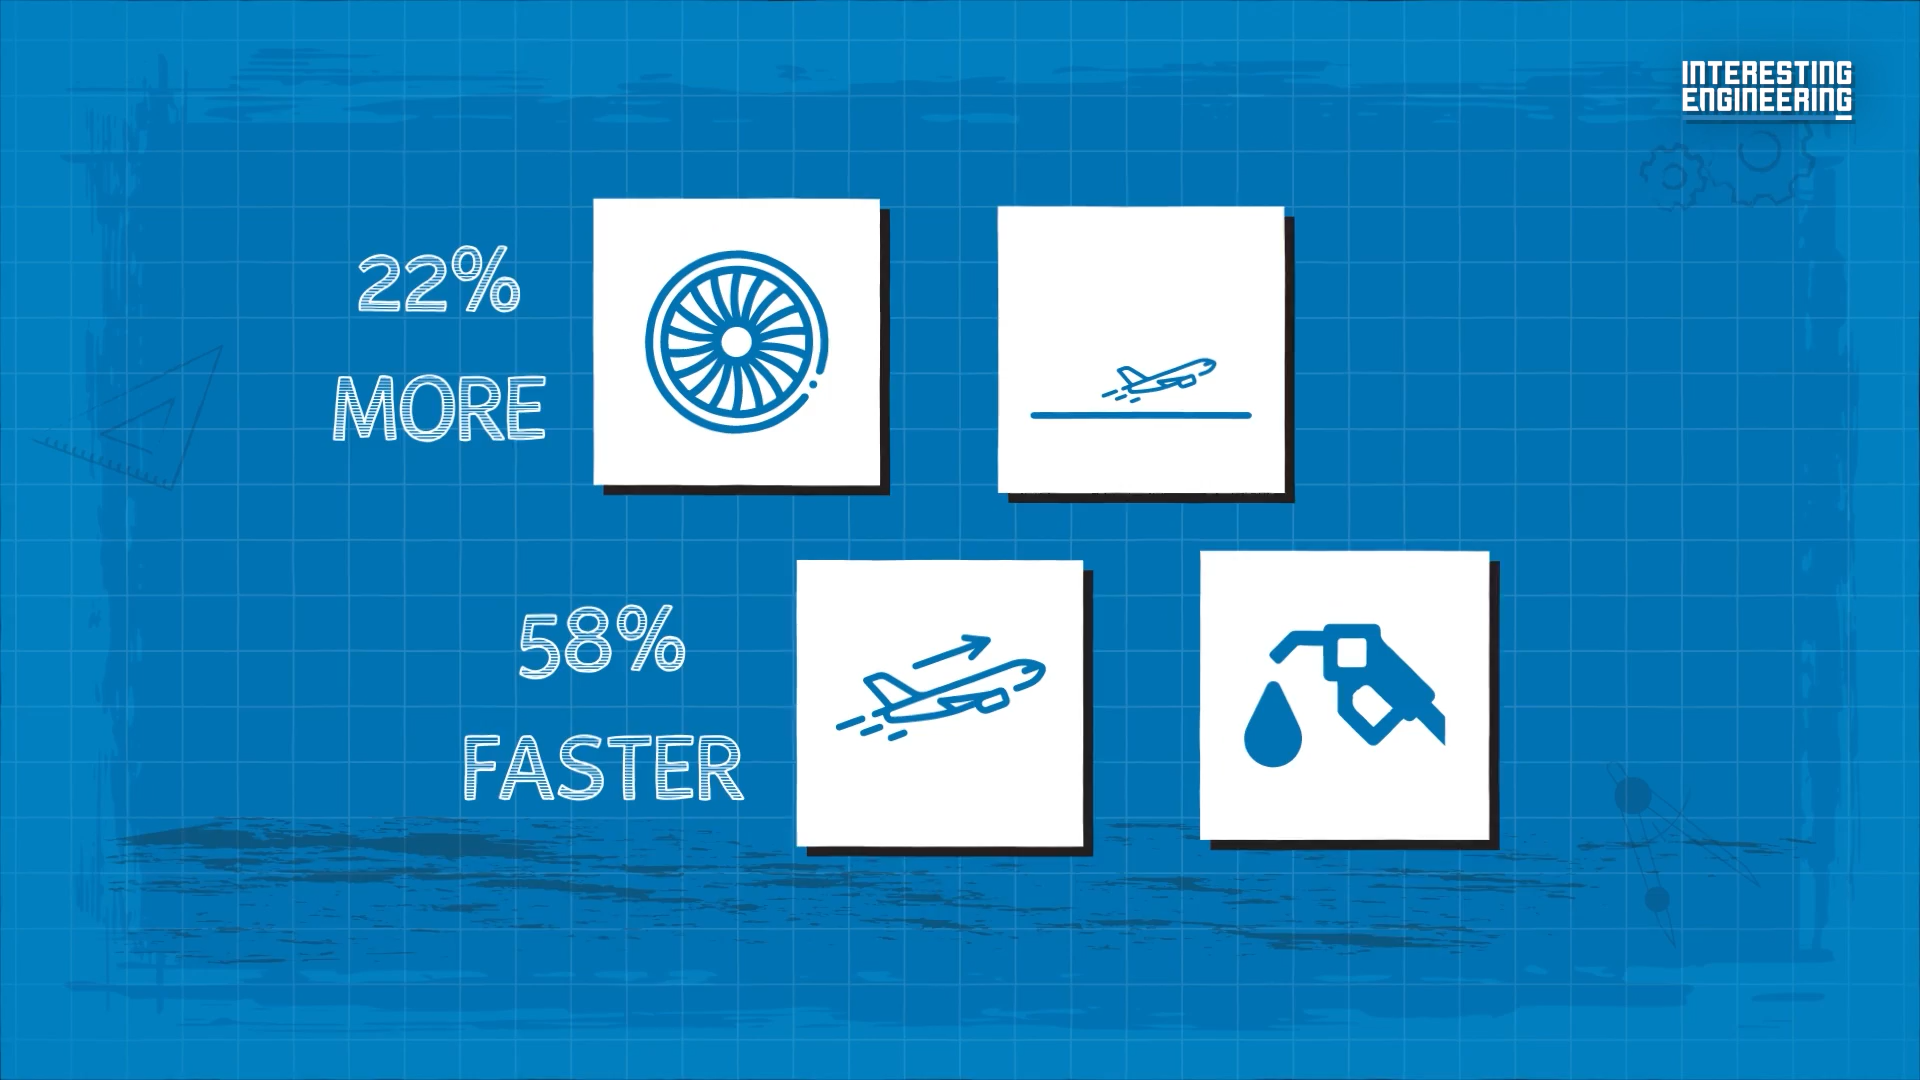 INTERESTING
ENGINEERING
22%
MORE
58%
FASTER